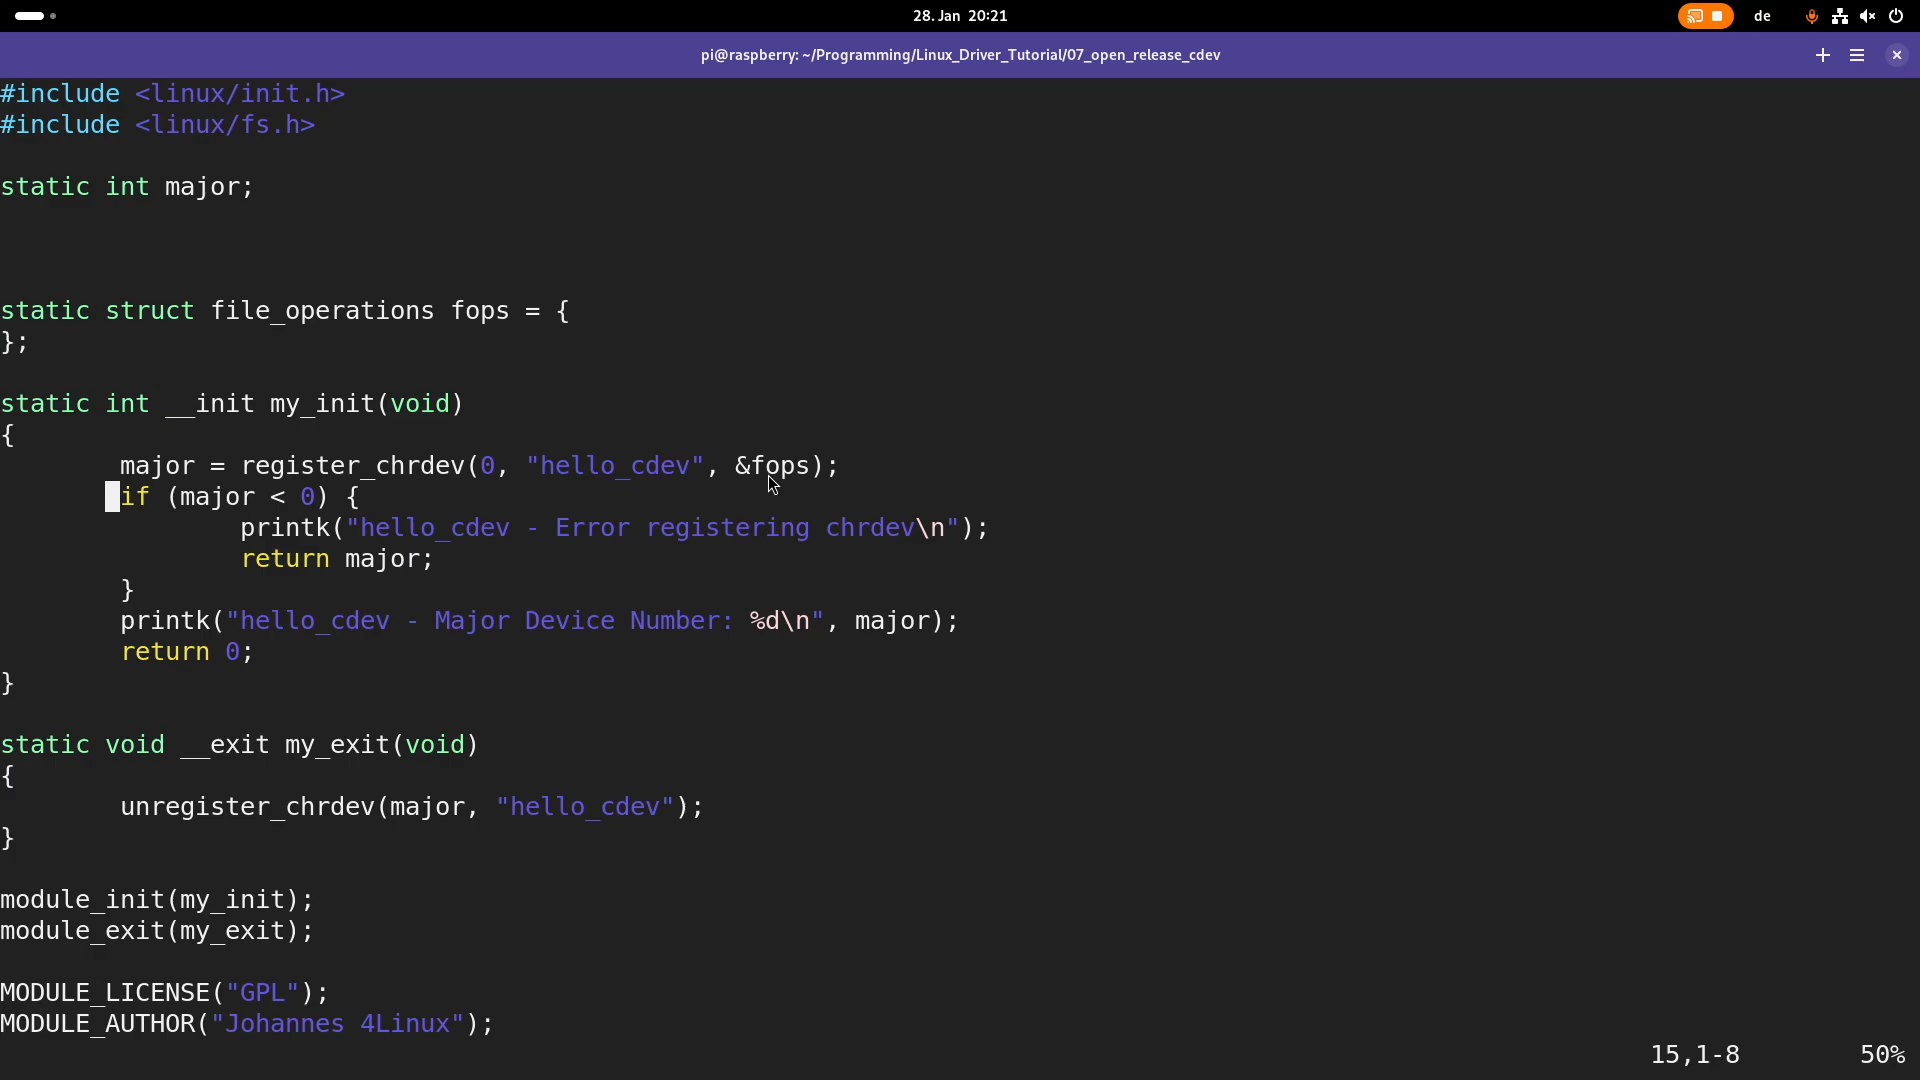 28. Jan 20:21
de
pi@raspberry: ~/Programming/Linux_Driver_Tutorial/07_open_release_cdev
#include <linux/init.h>
#include <linux/fs.h>
static int major;
static struct file_operations fops = {
};
static int __init my_init(void)
{
major = register_chrdev(0, "hello_cdev", &fops);
if (major < 0) {
printk("hello_cdev - Error registering chrdev\n");
return major;
}
printk("hello_cdev - Major Device Number: %d\n", major);
return 0;
}
static void __exit my_exit(void)
{
unregister_chrdev(major, "hello_cdev");
}
module_init(my_init);
module_exit(my_exit);
MODULE_LICENSE("GPL");
MODULE_AUTHOR("Johannes 4Linux");
15,1-8 50%